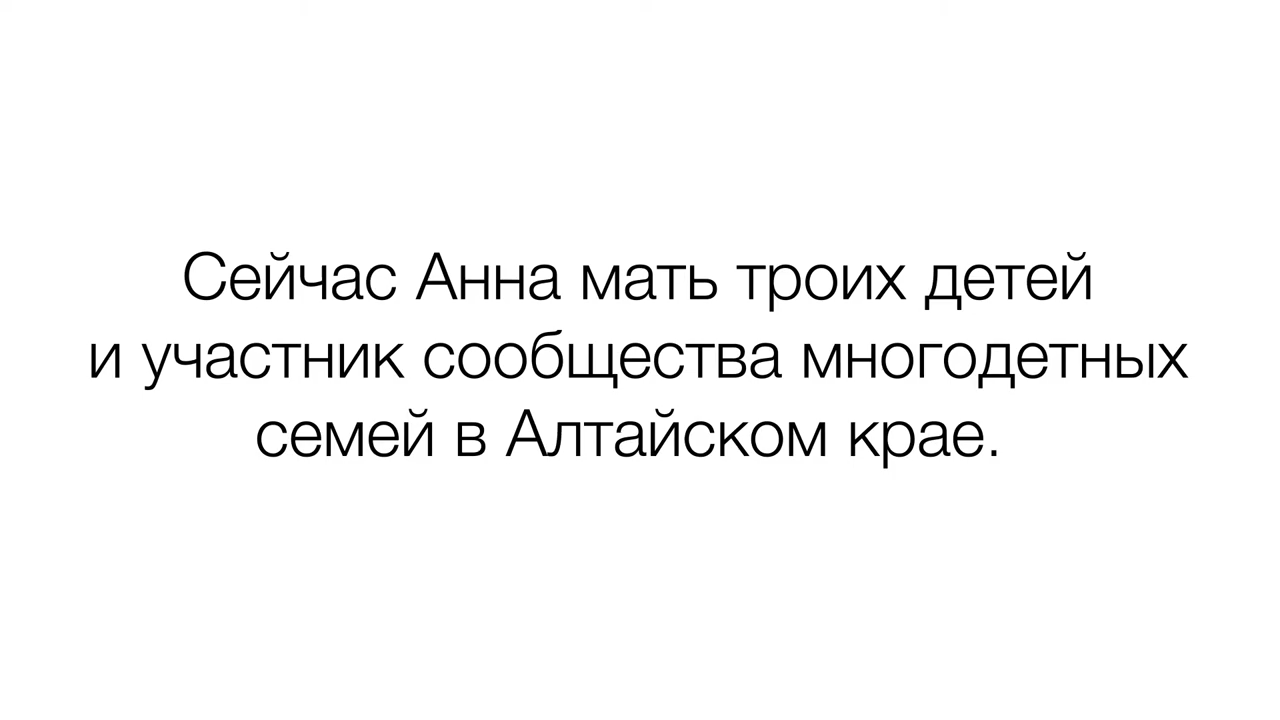 Сейчас Анна мать троих детей
и участник сообщества многодетных
семей в Алтайском крае.